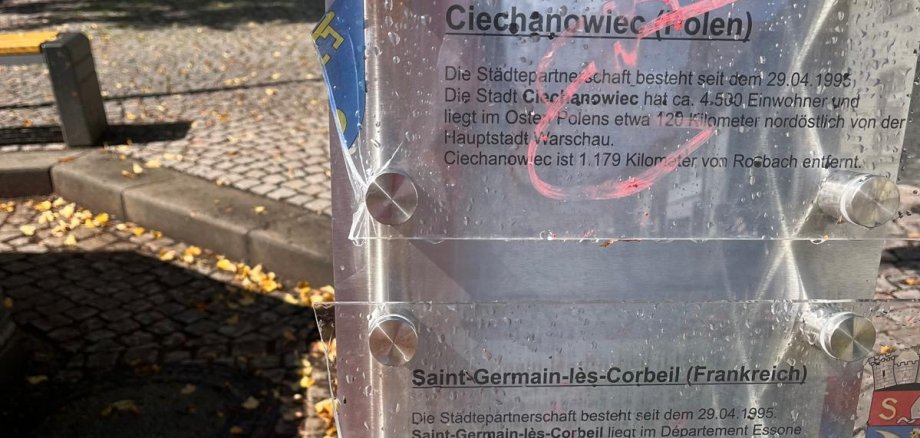 Ciechanowiec (Polen)
Die Städtepartnerschaft besteht seit dem 29.04.1995.
Die Stadt Ciechanowiec hat ca. 4.500 Einwohner und
liegt im Osten Polens etwa 120 Kilometer nordöstlich von der
Hauptstadt Warschau.
Ciechanowiec ist 1.179 Kilometer von Roßbach entfernt.
Saint-Germain-lès-Corbeil (Frankreich)
Die Städtepartnerschaft besteht seit dem 29.04.1995.
Saint-Germain-lès-Corbeil liegt im Département Essone
S